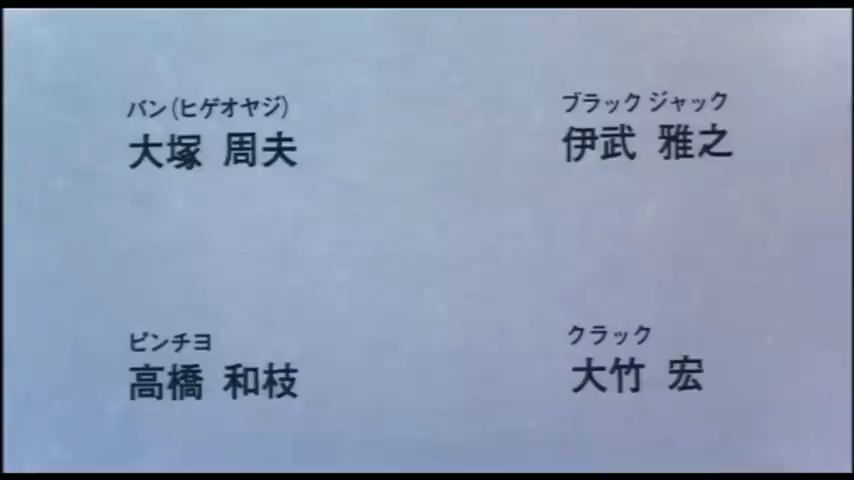 バン(ヒゲオヤジ)
大塚 周夫
ブラック ジャック
伊武 雅之
ピンチヨ
高橋 和枝
クラック
大竹 宏